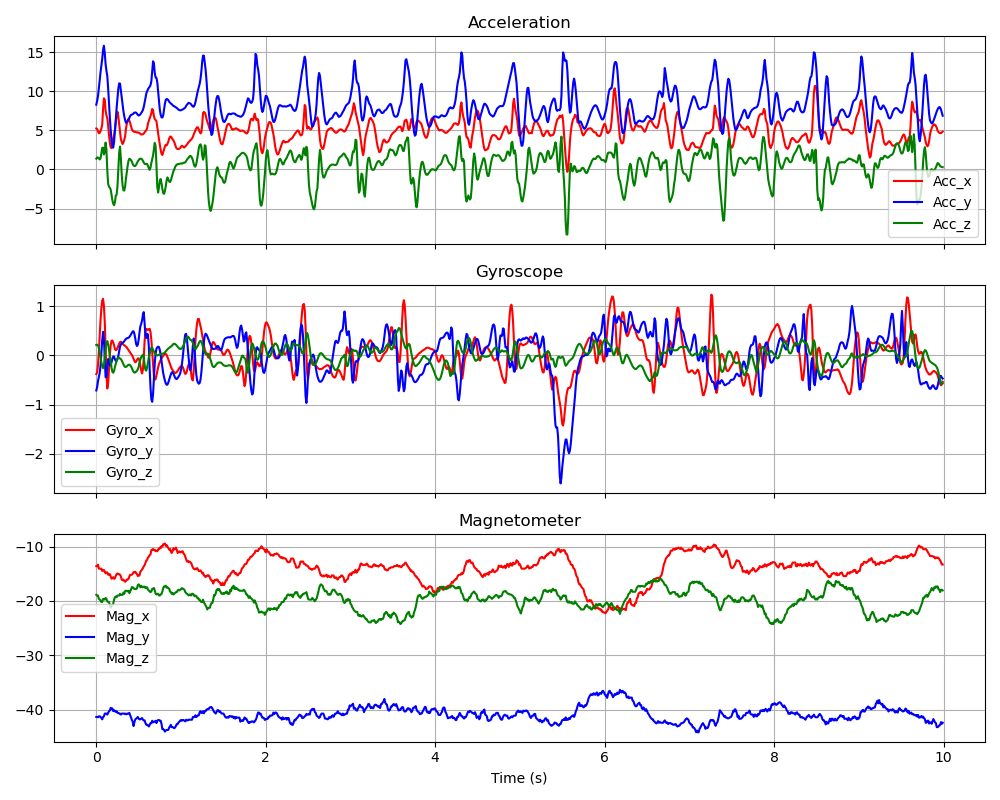 Acceleration
15
10
5
0
−5
Acc_x
Acc_y
Acc_z
Gyroscope
1
0
−1
−2
Gyro_x
Gyro_y
Gyro_z
Magnetometer
−10
−20
−30
−40
Mag_x
Mag_y
Mag_z
0 2 4 6 8 10
Time (s)